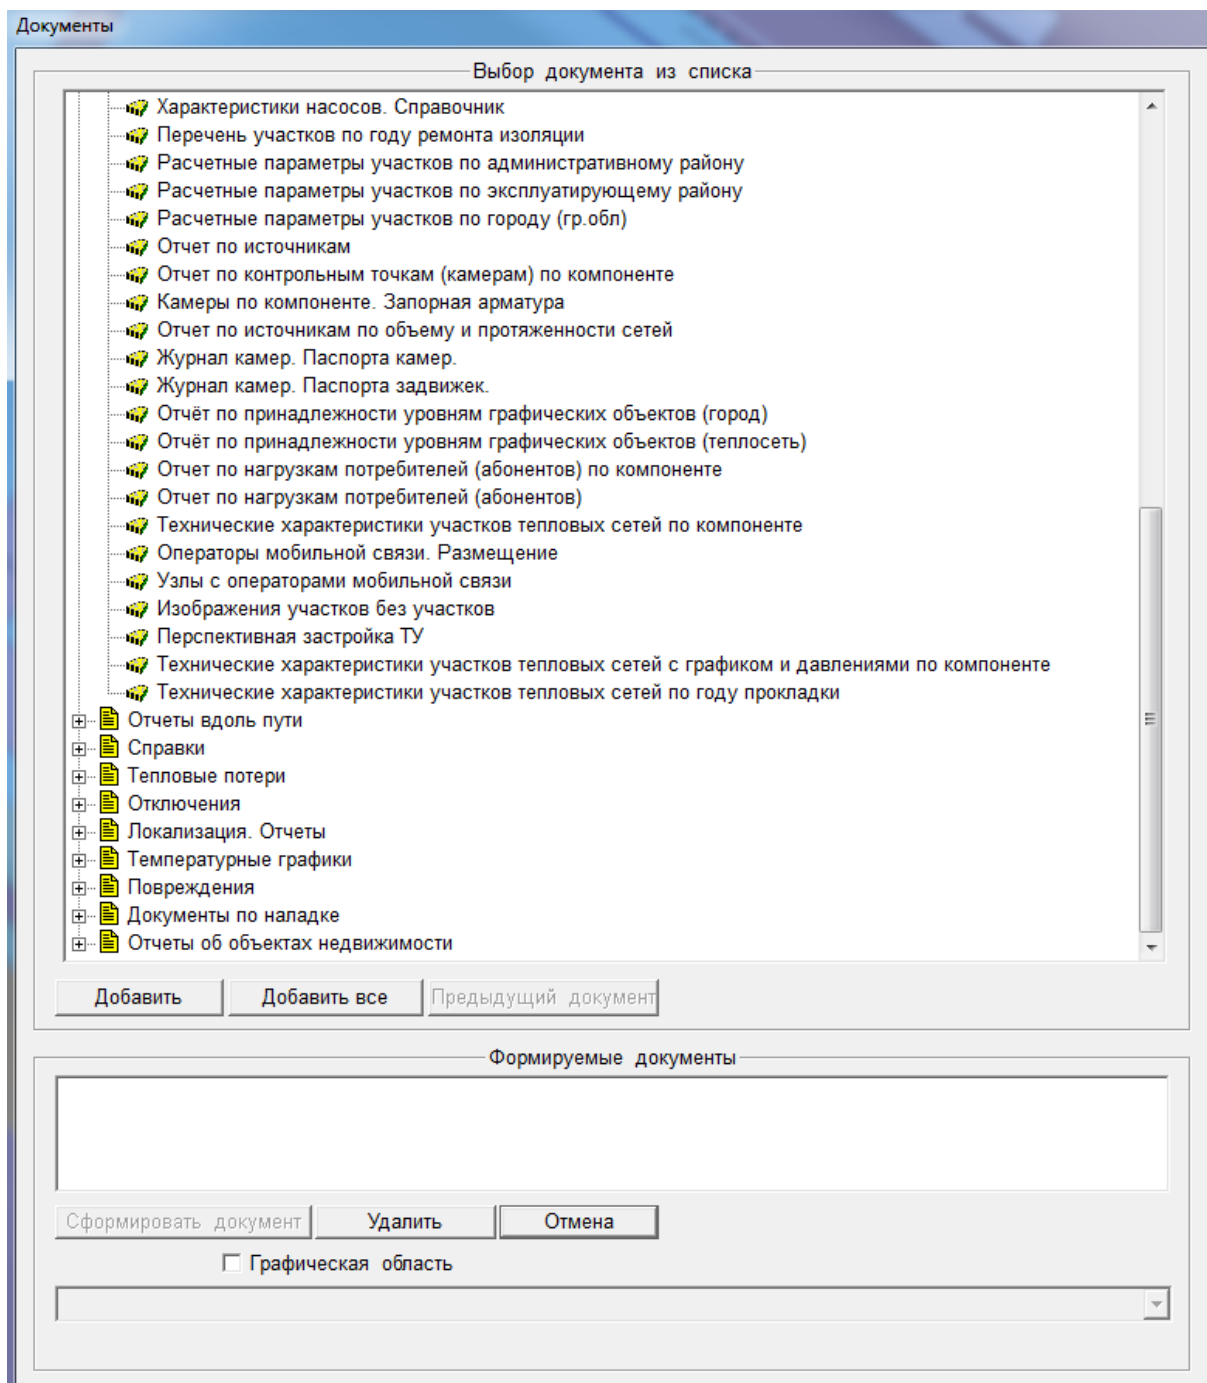 Документы
Выбор документа из списка
Характеристики насосов. Справочник
Перечень участков по году ремонта изоляции
Расчетные параметры участков по административному району
Расчетные параметры участков по эксплуатирующему району
Расчетные параметры участков по городу (гр.обл)
Отчет по источникам
Отчет по контрольным точкам (камерам) по компоненте
Камеры по компоненте. Запорная арматура
Отчет по источникам по объему и протяженности сетей
Журнал камер. Паспорта камер.
Журнал камер. Паспорта задвижек.
Отчёт по принадлежности уровням графических объектов (город)
Отчёт по принадлежности уровням графических объектов (теплосеть)
Отчет по нагрузкам потребителей (абонентов) по компоненте
Отчет по нагрузкам потребителей (абонентов)
Технические характеристики участков тепловых сетей по компоненте
Операторы мобильной связи. Размещение
Узлы с операторами мобильной связи
Изображения участков без участков
Перспективная застройка ТУ
Технические характеристики участков тепловых сетей с графиком и давлениями по компоненте
Технические характеристики участков тепловых сетей по году прокладки
Отчеты вдоль пути
Справки
Тепловые потери
Отключения
Локализация. Отчеты
Температурные графики
Повреждения
Документы по наладке
Отчеты об объектах недвижимости
Добавить Добавить все Предыдущий документ
Формируемые документы
Сформировать документ Удалить Отмена
Графическая область